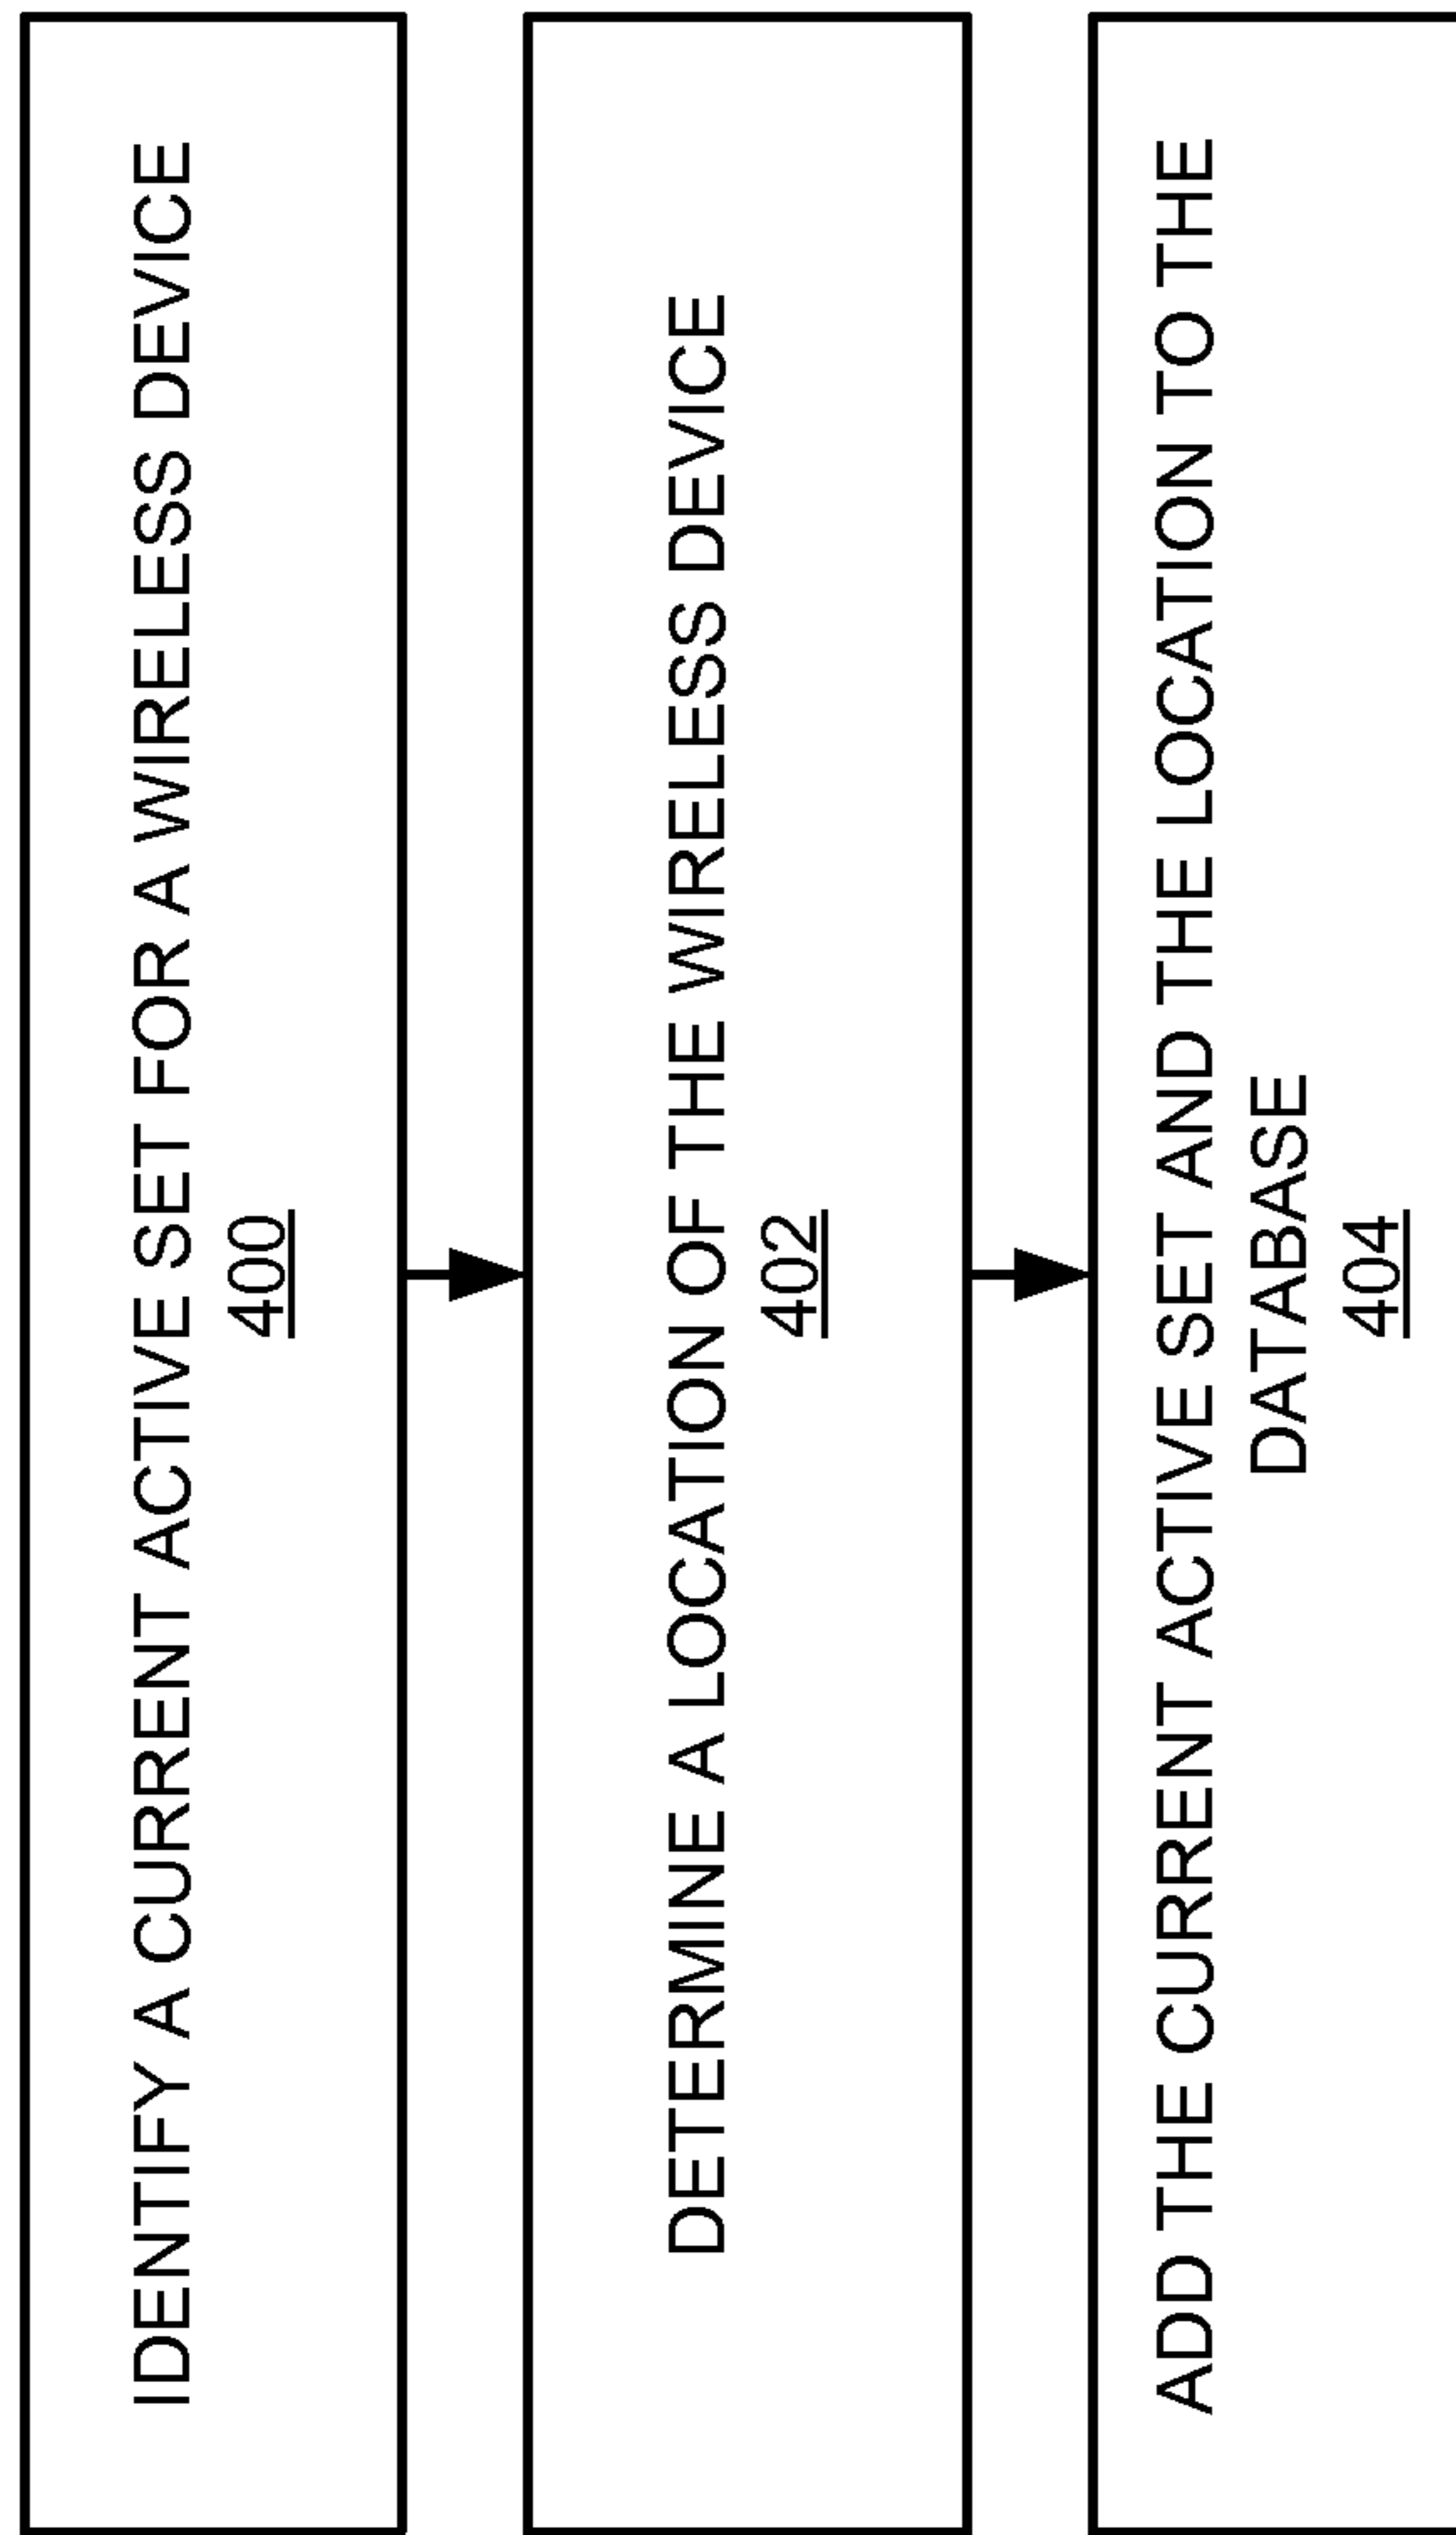 IDENTIFY A CURRENT ACTIVE SET FOR A WIRELESS DEVICE
400
DETERMINE A LOCATION OF THE WIRELESS DEVICE
402
ADD THE CURRENT ACTIVE SET AND THE LOCATION TO THE
DATABASE
404